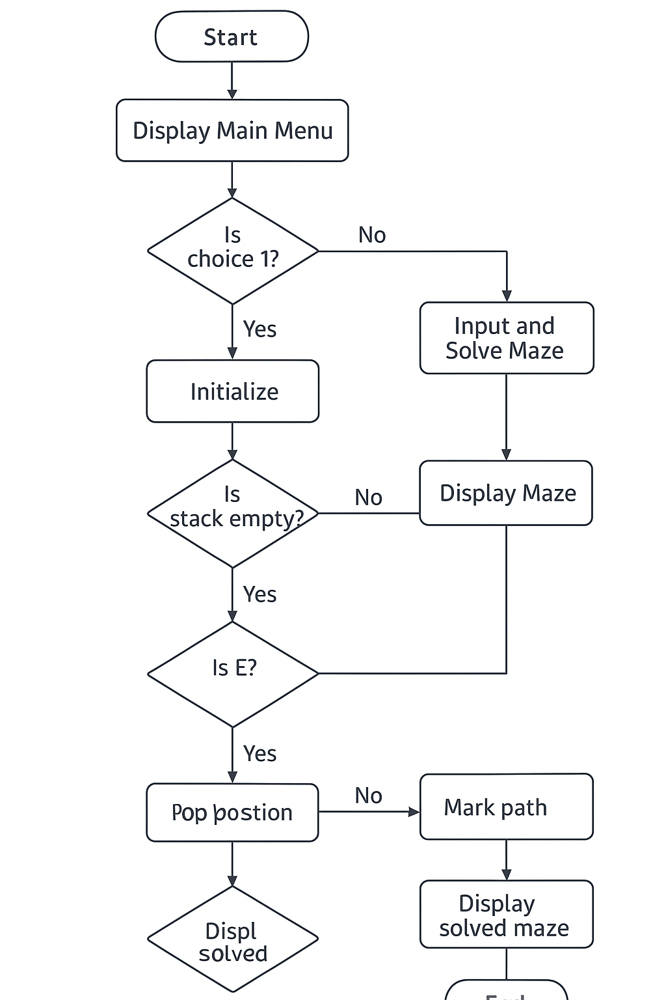 Start
Display Main Menu
Is
choice 1?
No
Yes
Input and
Solve Maze
Initialize
Is
stack empty?
No
Display Maze
Yes
Is E?
Yes
Pop postion
No
Mark path
Displ
solved
Display
solved maze